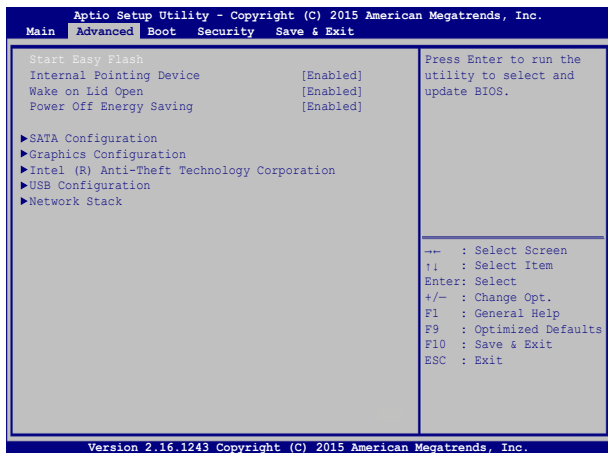 Aptio Setup Utility - Copyright (C) 2015 American Megatrends, Inc.
Main Advanced Boot Security Save & Exit
Start Easy Flash
Internal Pointing Device [Enabled]
Wake on Lid Open [Enabled]
Power Off Energy Saving [Enabled]
▶SATA Configuration
▶Graphics Configuration
▶Intel (R) Anti-Theft Technology Corporation
▶USB Configuration
▶Network Stack
Press Enter to run the
utility to select and
update BIOS.
→← : Select Screen
↑↓ : Select Item
Enter: Select
+/— : Change Opt.
F1 : General Help
F9 : Optimized Defaults
F10 : Save & Exit
ESC : Exit
Version 2.16.1243 Copyright (C) 2015 American Megatrends, Inc.